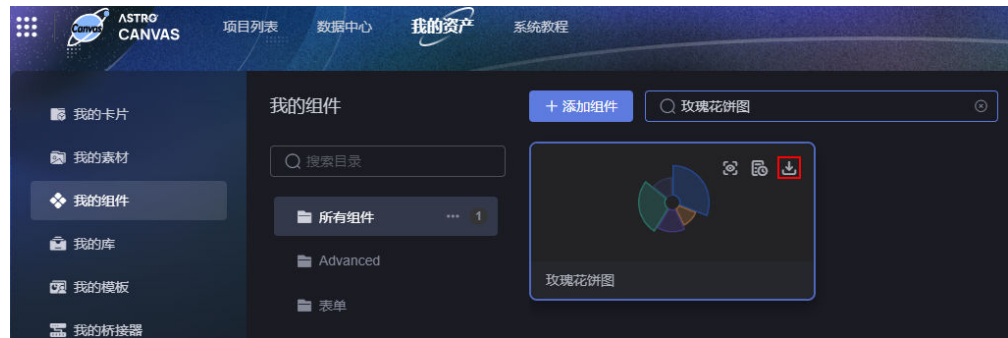 Canvas
ASTRO
CANVAS
项目列表
数据中心
我的资产
系统教程
我的卡片
我的素材
我的组件
我的库
我的模板
我的桥接器
我的组件
+ 添加组件
玫瑰花饼图
搜索目录
所有组件 ... 1
Advanced
表单
玫瑰花饼图